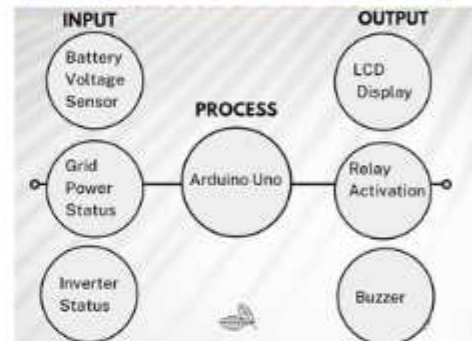 INPUT
Battery
Voltage
Sensor
Grid
Power
Status
Inverter
Status
PROCESS
Arduino Uno
OUTPUT
LCD
Display
Relay
Activation
Buzzer